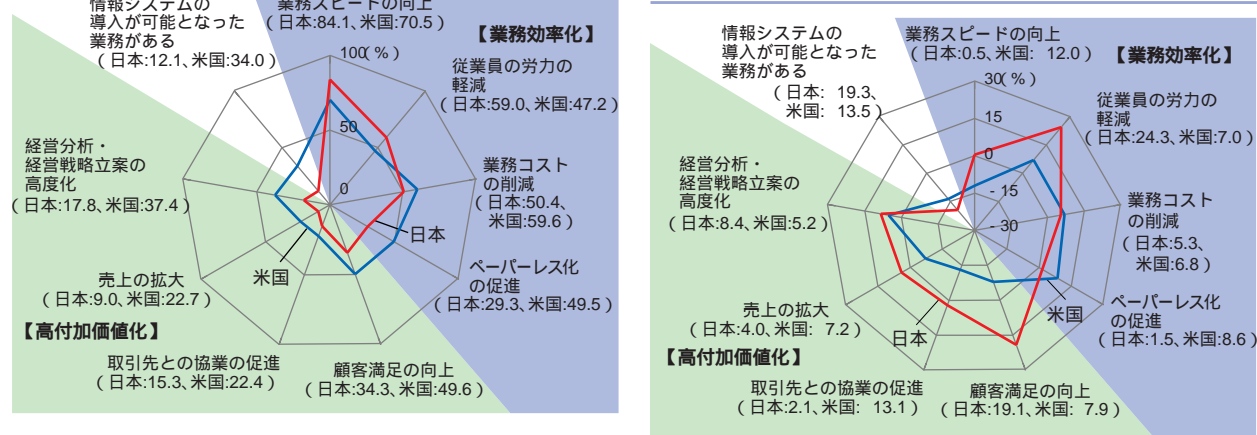 情報システムの
導入が可能となった
業務がある
(日本:12.1、米国:34.0)
業務スピードの向上
(日本:84.1、米国:70.5)
【業務効率化】
100(%)
50
0
従業員の労力の
軽減
(日本:59.0、米国:47.2)
業務コスト
の削減
(日本:50.4、
米国:59.6)
日本
米国
ペーパーレス化
の促進
(日本:29.3、米国:49.5)
顧客満足の向上
(日本:34.3、米国:49.6)
取引先との協業の促進
(日本:15.3、米国:22.4)
【高付加価値化】
売上の拡大
(日本:9.0、米国:22.7)
経営分析・
経営戦略立案の
高度化
(日本:17.8、米国:37.4)
情報システムの
導入が可能となった
業務がある
(日本: 19.3、
米国: 13.5)
業務スピードの向上
(日本:0.5、米国: 12.0)
【業務効率化】
30(%)
15
0
- 15
- 30
従業員の労力の
軽減
(日本:24.3、米国:7.0)
業務コスト
の削減
(日本:5.3、
米国:6.8)
ペーパーレス化
の促進
(日本:1.5、米国:8.6)
米国
日本
顧客満足の向上
(日本:19.1、米国: 7.9)
取引先との協業の促進
(日本:2.1、米国: 13.1)
【高付加価値化】
売上の拡大
(日本:4.0、米国: 7.2)
経営分析・
経営戦略立案の
高度化
(日本:8.4、米国:5.2)